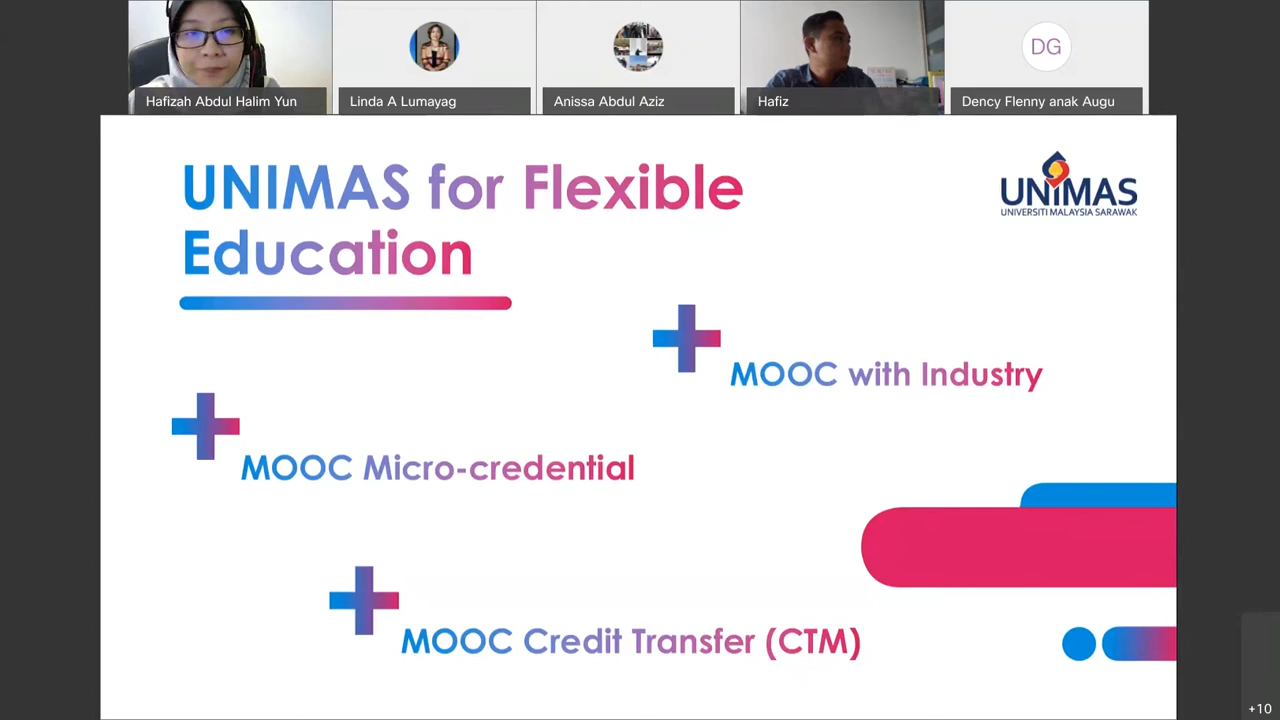 Hafizah Abdul Halim Yun
Linda A Lumayag
Anissa Abdul Aziz
Hafiz
DG
Dency Flenny anak Augu
UNIMAS for Flexible
Education
UNIMAS
UNIVERSITI MALAYSIA SARAWAK
MOOC with Industry
MOOC Micro-credential
MOOC Credit Transfer (CTM)
+10